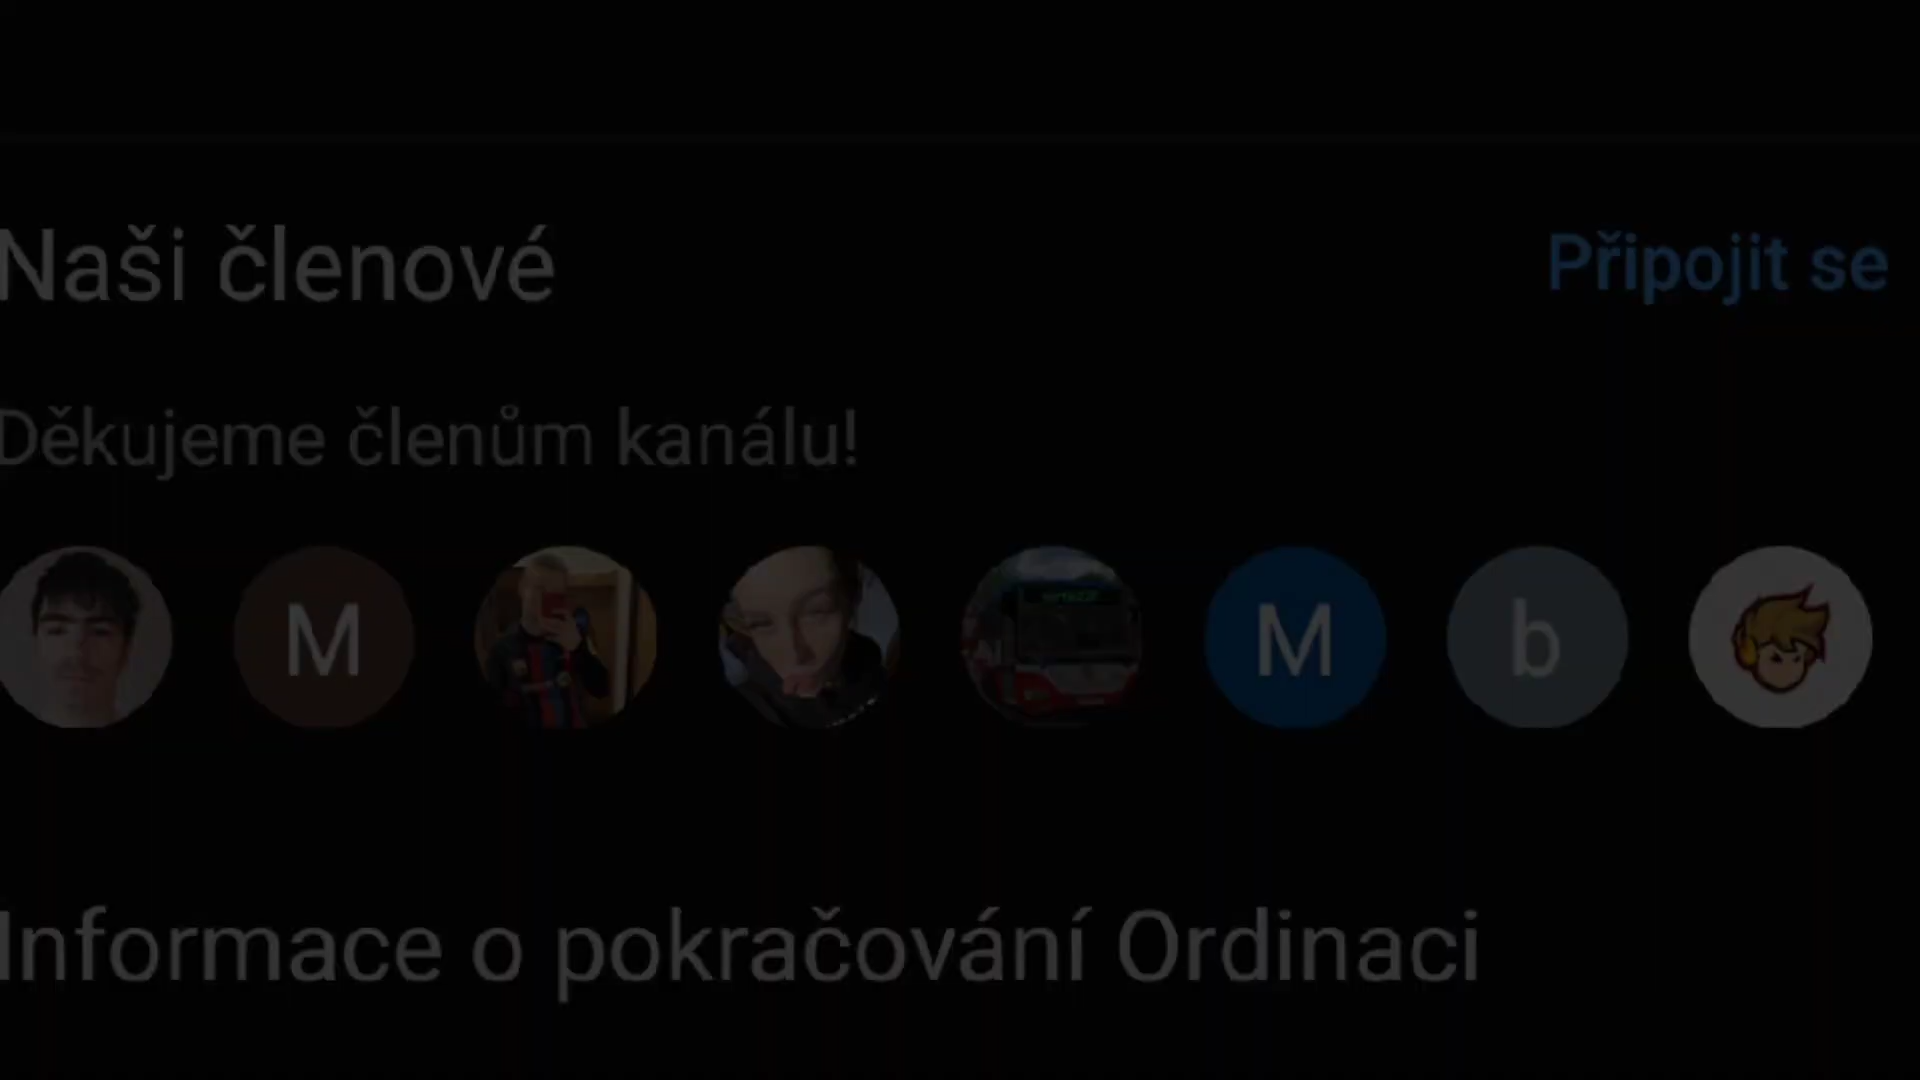 Naši členové
Připojit se
Děkujeme členům kanálu!
M
M
b
Informace o pokračování Ordinaci